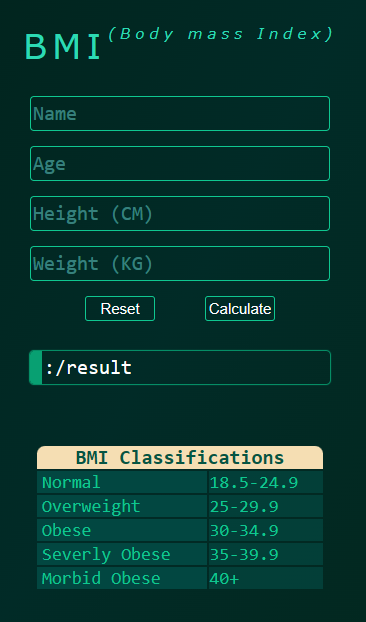 BMI (Body mass Index)
Name
Age
Height (CM)
Weight (KG)
Reset Calculate
:/result
BMI Classifications
Normal 18.5-24.9
Overweight 25-29.9
Obese 30-34.9
Severly Obese 35-39.9
Morbid Obese 40+